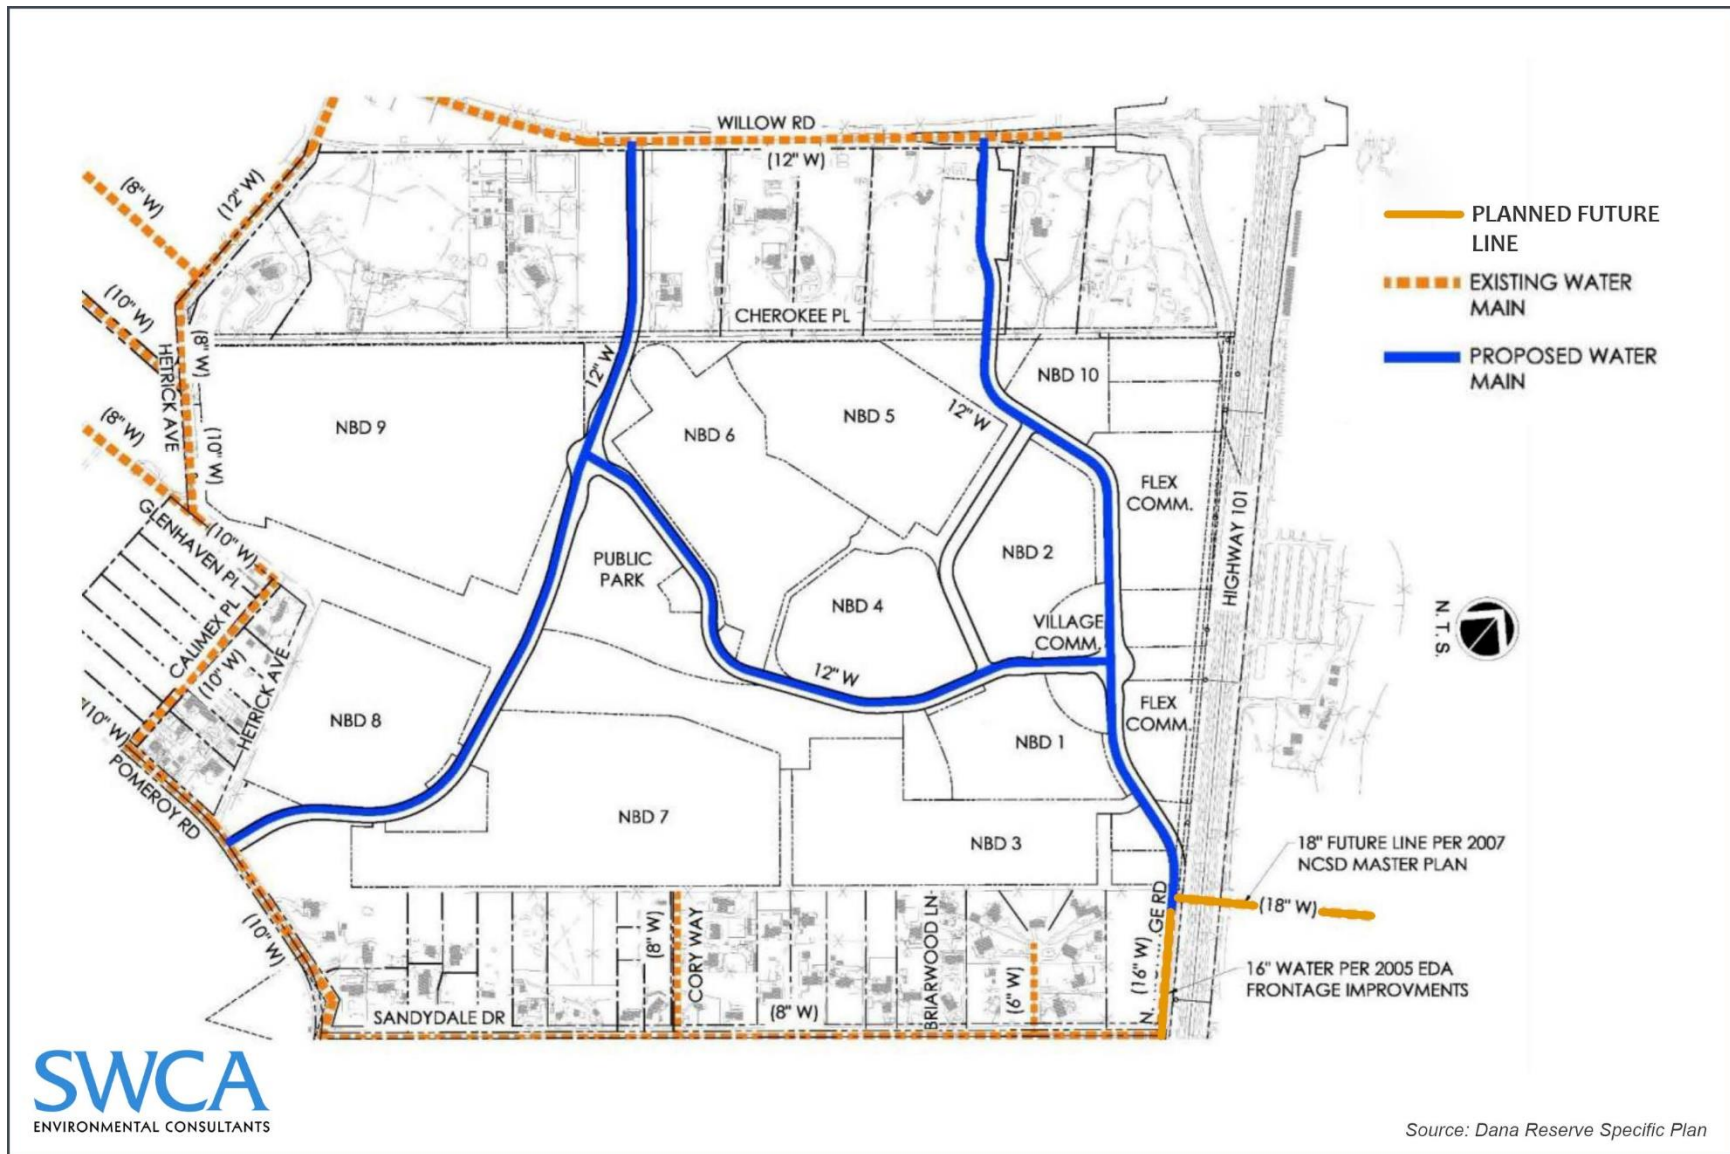 WILLOW RD
(12" W)
(8" W)
(12" W)
PLANNED FUTURE
LINE
EXISTING WATER
MAIN
PROPOSED WATER
MAIN
(10" W)
(8" W)
HETRICK AVE
CHEROKEE PL
12" W
NBD 10
NBD 9
NBD 6
NBD 5
12" W
(8" W)
(10" W)
GLENHAVEN PL
(10" W)
FLEX
COMM.
HIGHWAY 101
NBD 2
PUBLIC
PARK
NBD 4
VILLAGE
COMM.
N.T.S.
CALIMEX PL
(10" W)
HETRICK AVE
12" W
(10" W)
POMEROY RD
NBD 8
NBD 1
FLEX
COMM.
NBD 7
NBD 3
18" FUTURE LINE PER 2007
NCSD MASTER PLAN
(18" W)
(10" W)
(8" W)
CORY WAY
BRIARWOOD LN
(6" W)
(16" W)
N.
GE RD
16" WATER PER 2005 EDA
FRONTAGE IMPROVMENTS
SANDYDALE DR
(8" W)
SWCA
ENVIRONMENTAL CONSULTANTS
Source: Dana Reserve Specific Plan